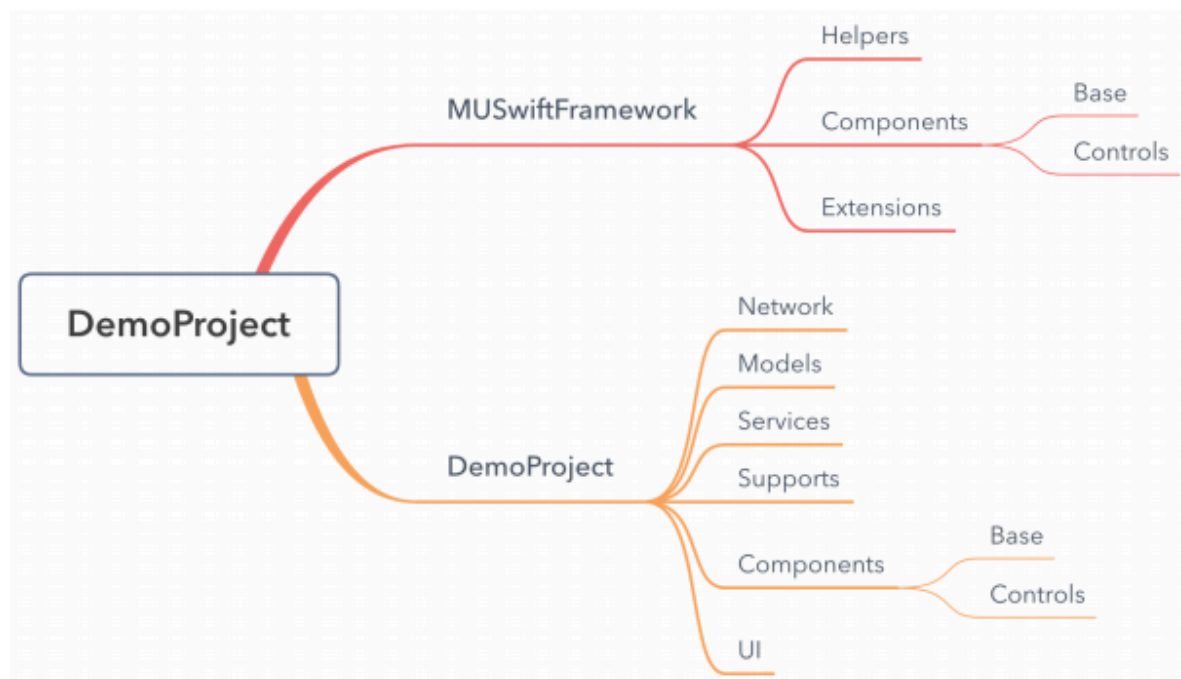 DemoProject
MUSwiftFramework
Helpers
Components
Base
Controls
Extensions
DemoProject
Network
Models
Services
Supports
Components
Base
Controls
UI